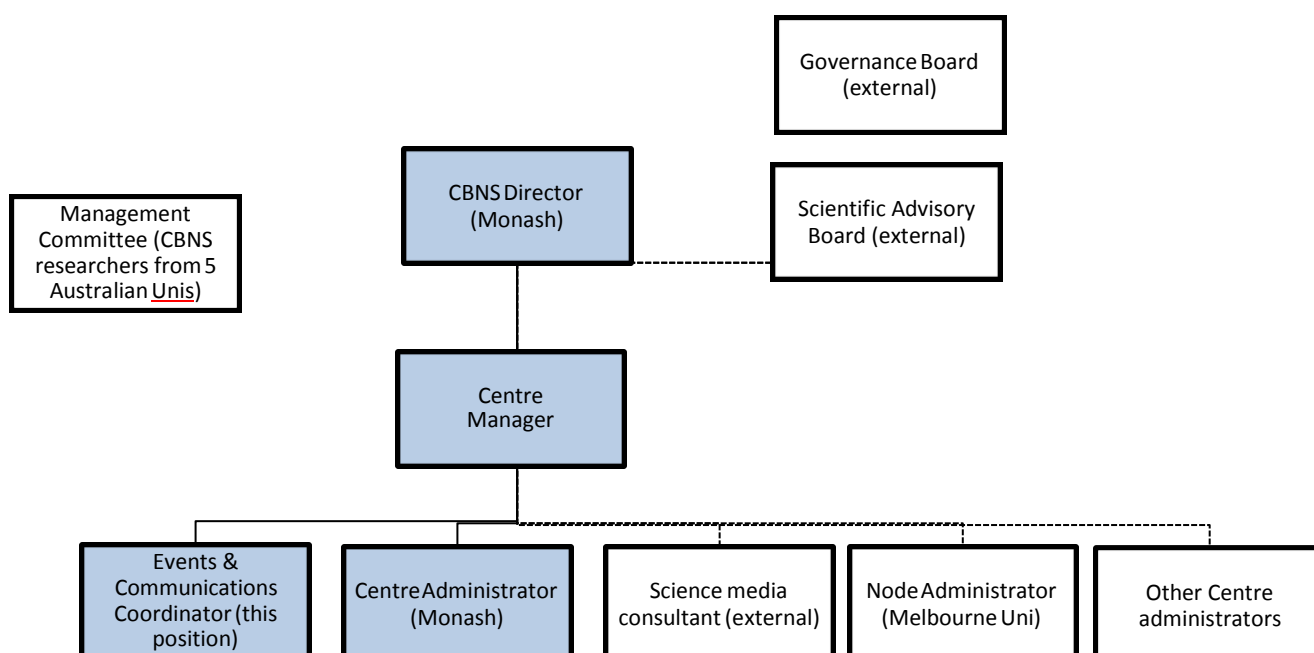 Governance Board
(external)
CBNS Director
(Monash)
Scientific Advisory
Board (external)
Management
Committee (CBNS
researchers from 5
Australian Unis)
Centre
Manager
Events &
Communications
Coordinator (this
position)
Centre Administrator
(Monash)
Science media
consultant (external)
Node Administrator
(Melbourne Uni)
Other Centre
administrators